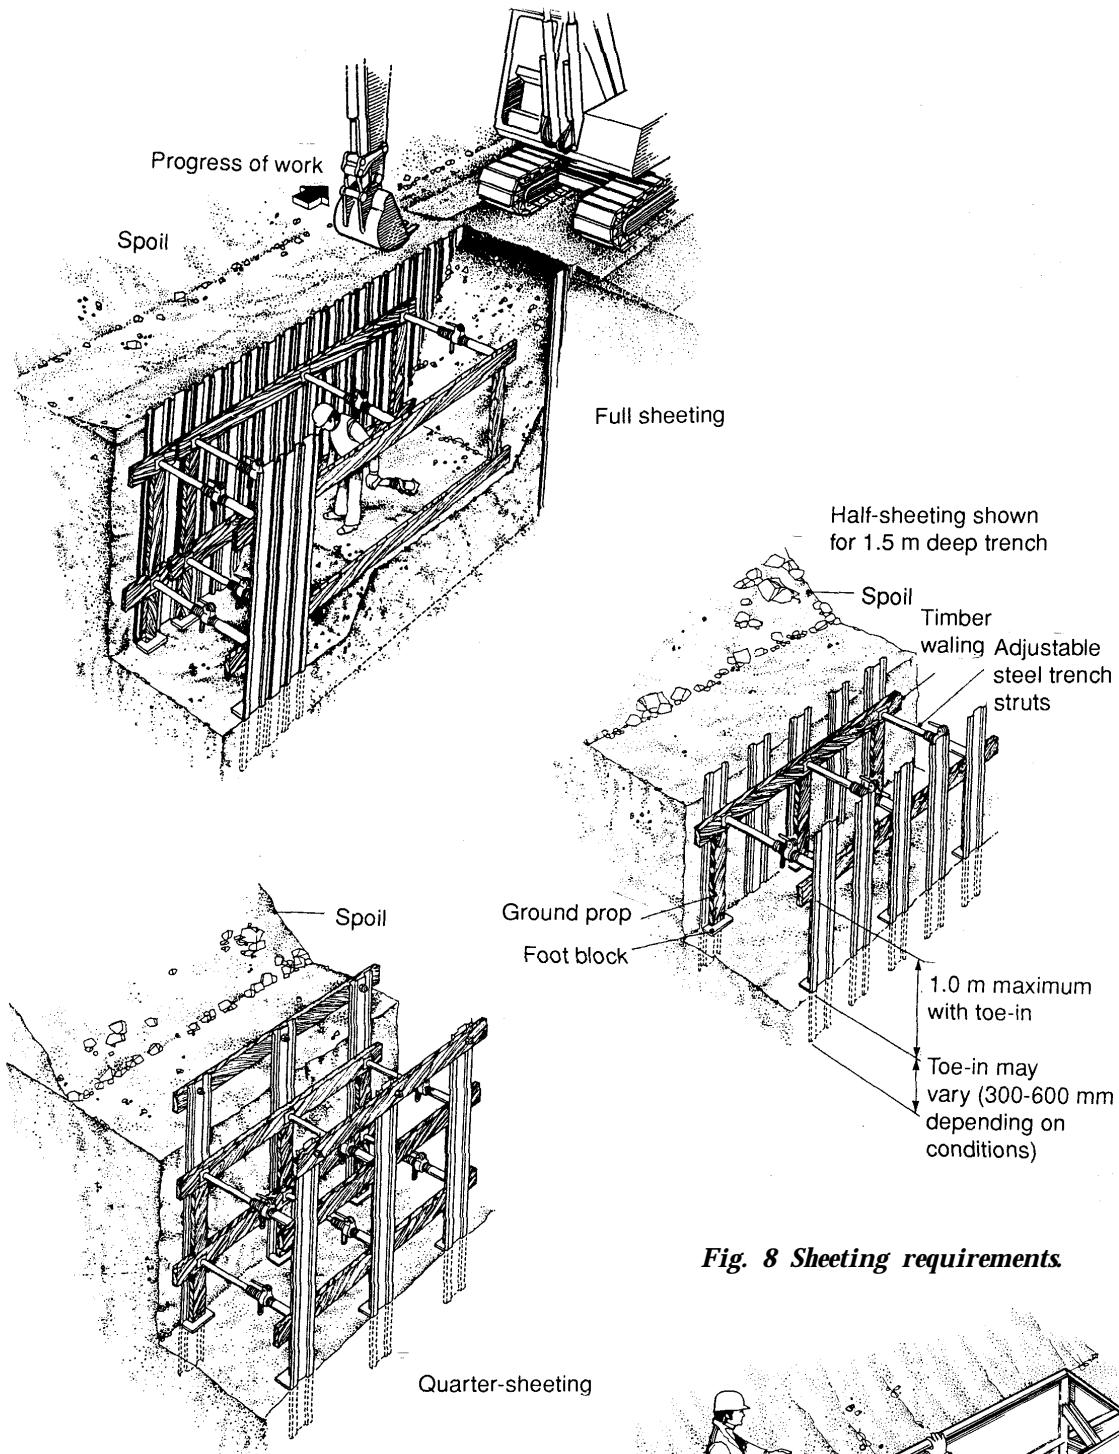 Progress of work
Spoil
Full sheeting
Half-sheeting shown
for 1.5 m deep trench
Spoil
Timber
waling
Adjustable
steel trench
struts
Ground prop
Foot block
1.0 m maximum
with toe-in
Toe-in may
vary (300-600 mm
depending on
conditions)
Spoil
Quarter-sheeting
Fig. 8 Sheeting requirements.